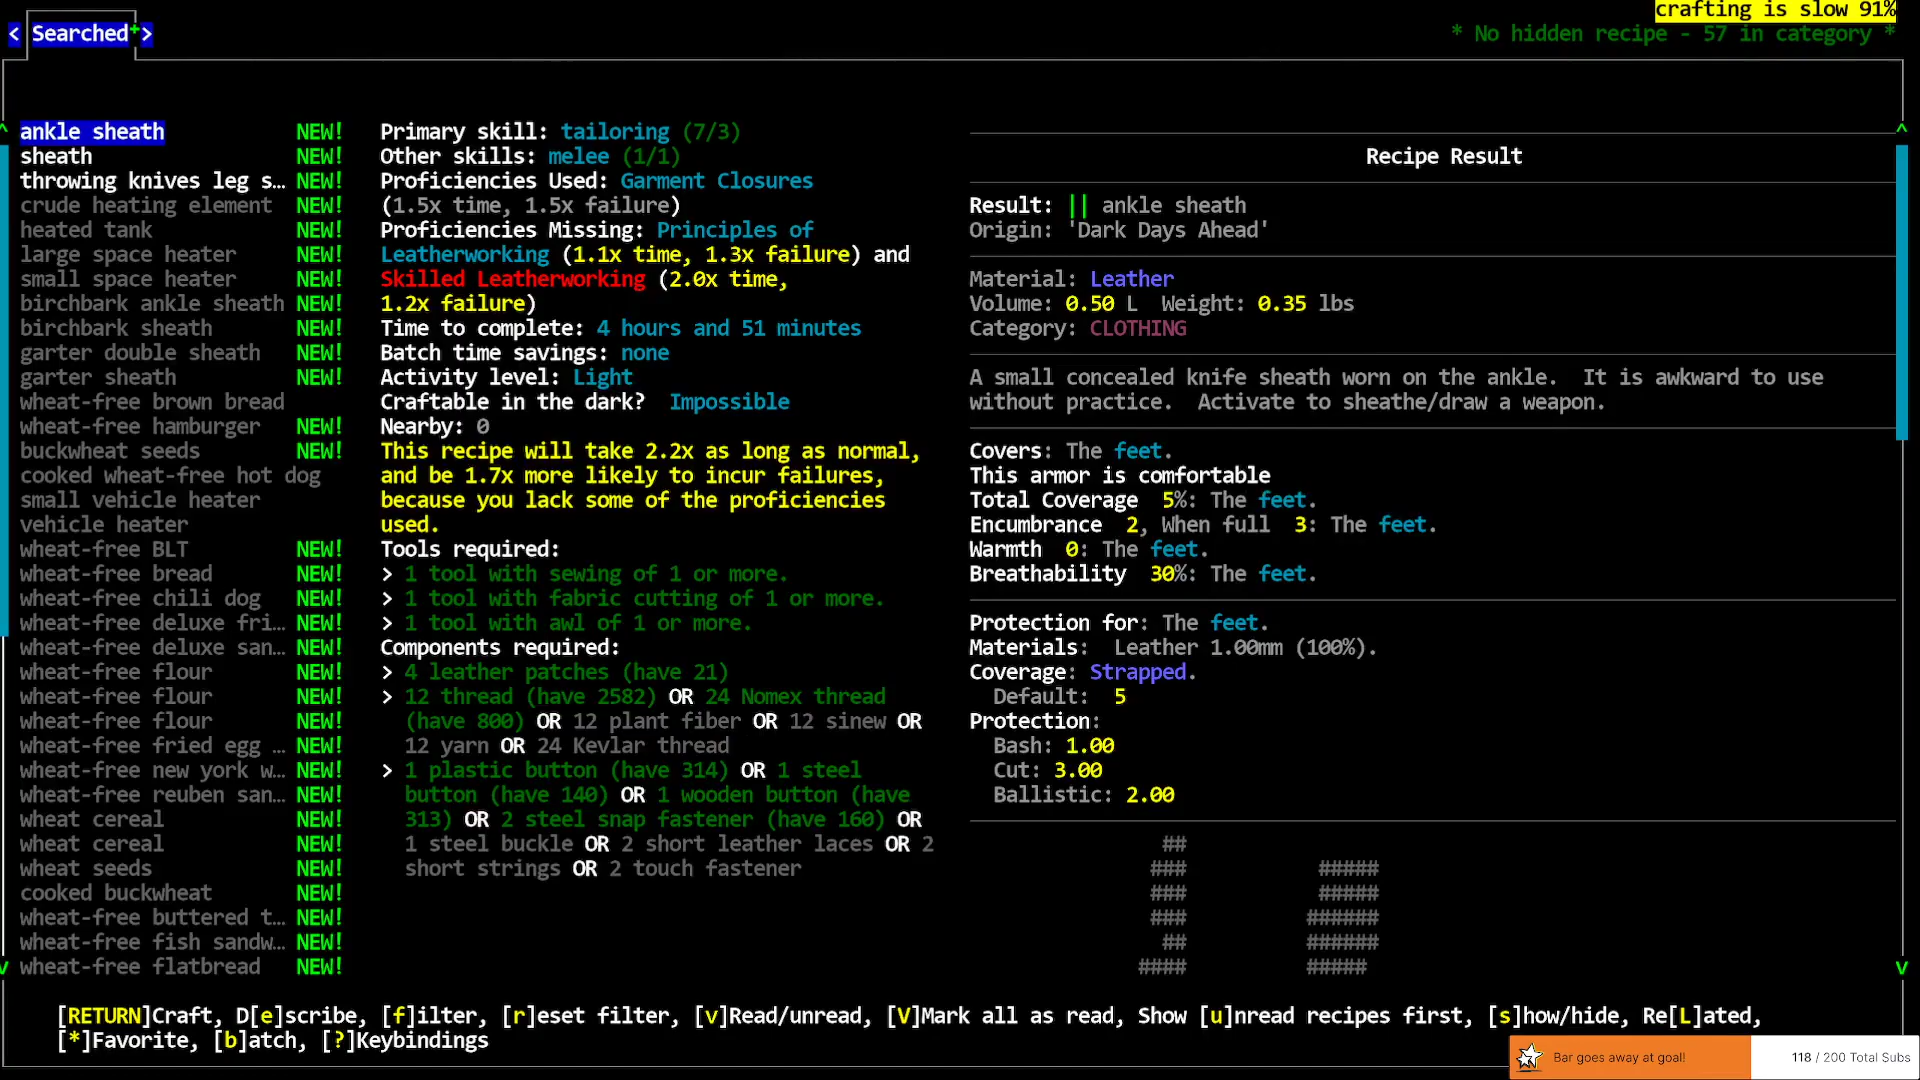 crafting is slow 91%
< Searched+>
* No hidden recipe - 57 in category *
ankle sheath NEW!
sheath NEW!
throwing knives leg s… NEW!
crude heating element NEW!
heated tank NEW!
large space heater NEW!
small space heater NEW!
birchbark ankle sheath NEW!
birchbark sheath NEW!
garter double sheath NEW!
garter sheath NEW!
wheat-free brown bread
wheat-free hamburger NEW!
buckwheat seeds NEW!
cooked wheat-free hot dog
small vehicle heater
vehicle heater
wheat-free BLT NEW!
wheat-free bread NEW!
wheat-free chili dog NEW!
wheat-free deluxe fri… NEW!
wheat-free deluxe san… NEW!
wheat-free flour NEW!
wheat-free flour NEW!
wheat-free flour NEW!
wheat-free fried egg … NEW!
wheat-free new york w… NEW!
wheat-free reuben san… NEW!
wheat cereal NEW!
wheat cereal NEW!
wheat seeds NEW!
cooked buckwheat NEW!
wheat-free buttered t… NEW!
wheat-free fish sandw… NEW!
wheat-free flatbread NEW!
Primary skill: tailoring (7/3)
Other skills: melee (1/1)
Proficiencies Used: Garment Closures
(1.5x time, 1.5x failure)
Proficiencies Missing: Principles of
Leatherworking (1.1x time, 1.3x failure) and
Skilled Leatherworking (2.0x time,
1.2x failure)
Time to complete: 4 hours and 51 minutes
Batch time savings: none
Activity level: Light
Craftable in the dark? Impossible
Nearby: 0
This recipe will take 2.2x as long as normal,
and be 1.7x more likely to incur failures,
because you lack some of the proficiencies
used.
Tools required:
> 1 tool with sewing of 1 or more.
> 1 tool with fabric cutting of 1 or more.
> 1 tool with awl of 1 or more.
Components required:
> 4 leather patches (have 21)
> 12 thread (have 2582) OR 24 Nomex thread
(have 800) OR 12 plant fiber OR 12 sinew OR
12 yarn OR 24 Kevlar thread
> 1 plastic button (have 314) OR 1 steel
button (have 140) OR 1 wooden button (have
313) OR 2 steel snap fastener (have 160) OR
1 steel buckle OR 2 short leather laces OR 2
short strings OR 2 touch fastener
Recipe Result
Result: || ankle sheath
Origin: 'Dark Days Ahead'
Material: Leather
Volume: 0.50 L Weight: 0.35 lbs
Category: CLOTHING
A small concealed knife sheath worn on the ankle. It is awkward to use
without practice. Activate to sheathe/draw a weapon.
Covers: The feet.
This armor is comfortable
Total Coverage 5%: The feet.
Encumbrance 2, When full 3: The feet.
Warmth 0: The feet.
Breathability 30%: The feet.
Protection for: The feet.
Materials: Leather 1.00mm (100%).
Coverage: Strapped.
Default: 5
Protection:
Bash: 1.00
Cut: 3.00
Ballistic: 2.00
##
### #####
### #####
### ######
## ######
#### #####
[RETURN]Craft, D[e]scribe, [f]ilter, [r]eset filter, [v]Read/unread, [V]Mark all as read, Show [u]nread recipes first, [s]how/hide, Re[L]ated,
[*]Favorite, [b]atch, [?]Keybindings
Bar goes away at goal! 118 / 200 Total Subs